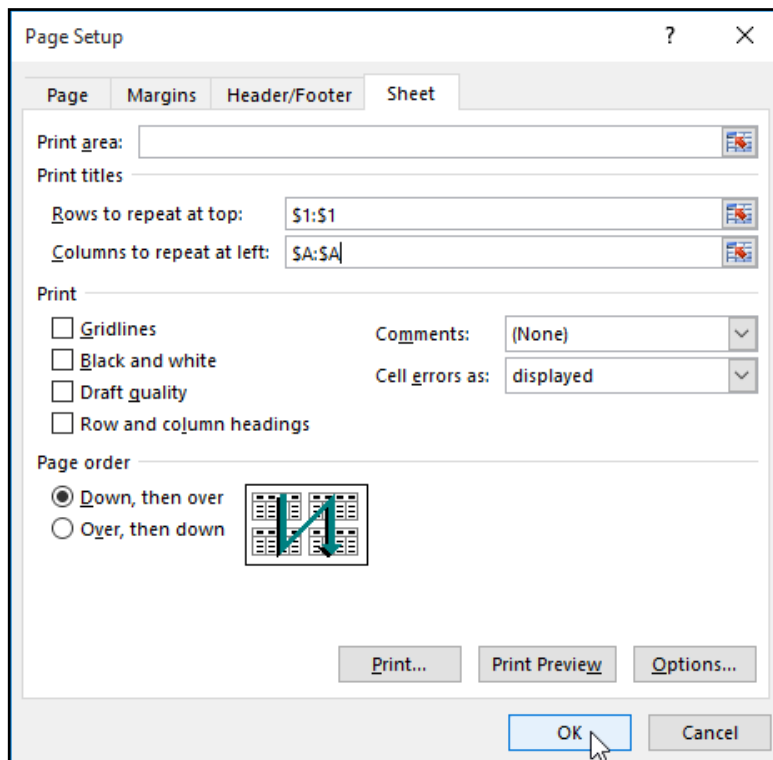 Page Setup ?
Page Margins Header/Footer Sheet
Print area:
Print titles
Rows to repeat at top: $1:$1
Columns to repeat at left: $A:$A
Print
Gridlines Comments: (None)
Black and white
Cell errors as: displayed
Draft quality
Row and column headings
Page order
Down, then over
Over, then down
Print... Print Preview Options...
OK Cancel